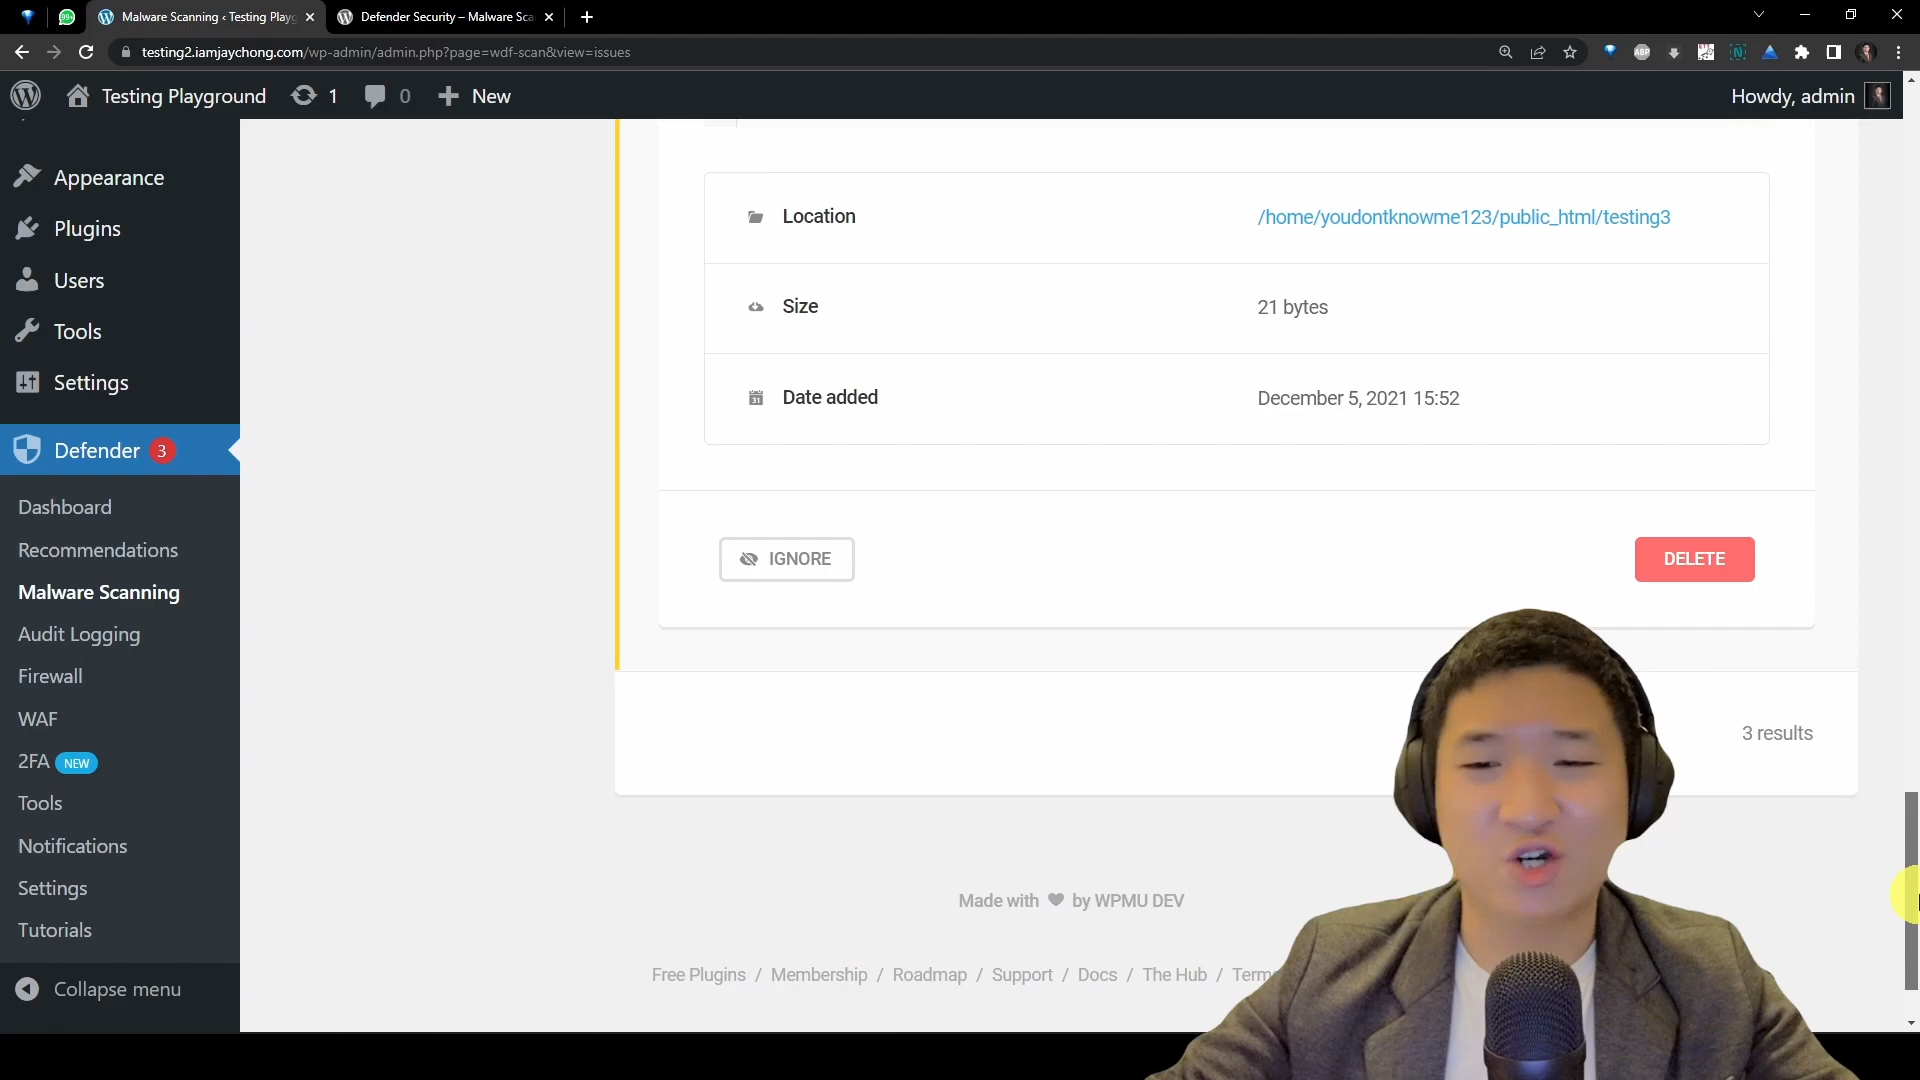 Malware Scanning ‹ Testing Playg
Defender Security – Malware Sca
testing2.iamjaychong.com/wp-admin/admin.php?page=wdf-scan&view=issues
ABP
Testing Playground
1
0
New
Howdy, admin
Appearance
Plugins
Users
Tools
Settings
Defender 3
Dashboard
Recommendations
Malware Scanning
Audit Logging
Firewall
WAF
2FA NEW
Tools
Notifications
Settings
Tutorials
Collapse menu
Location
/home/youdontknowme123/public_html/testing3
Size
21 bytes
Date added
December 5, 2021 15:52
IGNORE
DELETE
3 results
Made with ❤ by WPMU DEV
Free Plugins / Membership / Roadmap / Support / Docs / The Hub / Terms